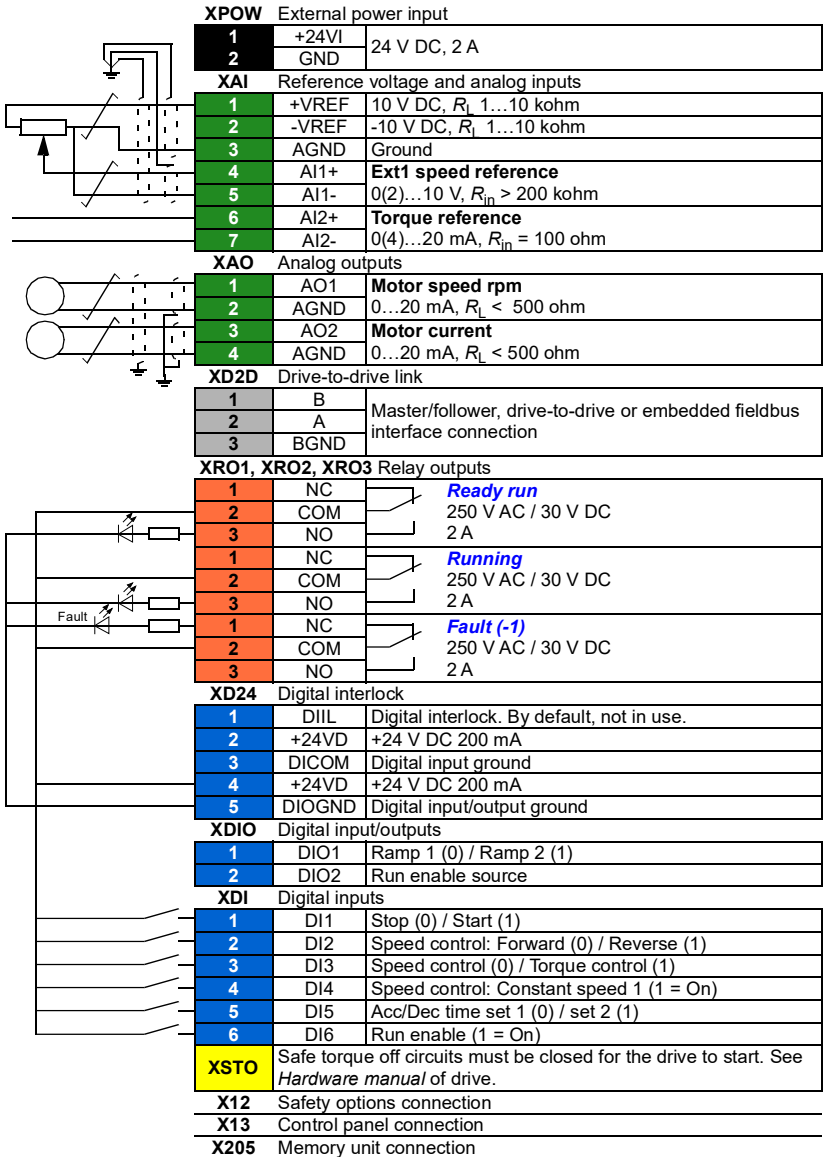 XPOW External power input
1 +24VI 24 V DC, 2 A
2 GND
XAI Reference voltage and analog inputs
1 +VREF 10 V DC, RL 1…10 kohm
2 -VREF -10 V DC, RL 1…10 kohm
3 AGND Ground
4 AI1+ Ext1 speed reference
5 AI1- 0(2)…10 V, Rin > 200 kohm
6 AI2+ Torque reference
7 AI2- 0(4)…20 mA, Rin = 100 ohm
XAO Analog outputs
1 AO1 Motor speed rpm
2 AGND 0…20 mA, RL < 500 ohm
3 AO2 Motor current
4 AGND 0…20 mA, RL < 500 ohm
XD2D Drive-to-drive link
1 B Master/follower, drive-to-drive or embedded fieldbus
2 A interface connection
3 BGND
XRO1, XRO2, XRO3 Relay outputs
1 NC Ready run
2 COM 250 V AC / 30 V DC
3 NO 2 A
1 NC Running
2 COM 250 V AC / 30 V DC
3 NO 2 A
Fault 1 NC Fault (-1)
2 COM 250 V AC / 30 V DC
3 NO 2 A
XD24 Digital interlock
1 DIIL Digital interlock. By default, not in use.
2 +24VD +24 V DC 200 mA
3 DICOM Digital input ground
4 +24VD +24 V DC 200 mA
5 DIOGND Digital input/output ground
XDIO Digital input/outputs
1 DIO1 Ramp 1 (0) / Ramp 2 (1)
2 DIO2 Run enable source
XDI Digital inputs
1 DI1 Stop (0) / Start (1)
2 DI2 Speed control: Forward (0) / Reverse (1)
3 DI3 Speed control (0) / Torque control (1)
4 DI4 Speed control: Constant speed 1 (1 = On)
5 DI5 Acc/Dec time set 1 (0) / set 2 (1)
6 DI6 Run enable (1 = On)
XSTO Safe torque off circuits must be closed for the drive to start. See
Hardware manual of drive.
X12 Safety options connection
X13 Control panel connection
X205 Memory unit connection